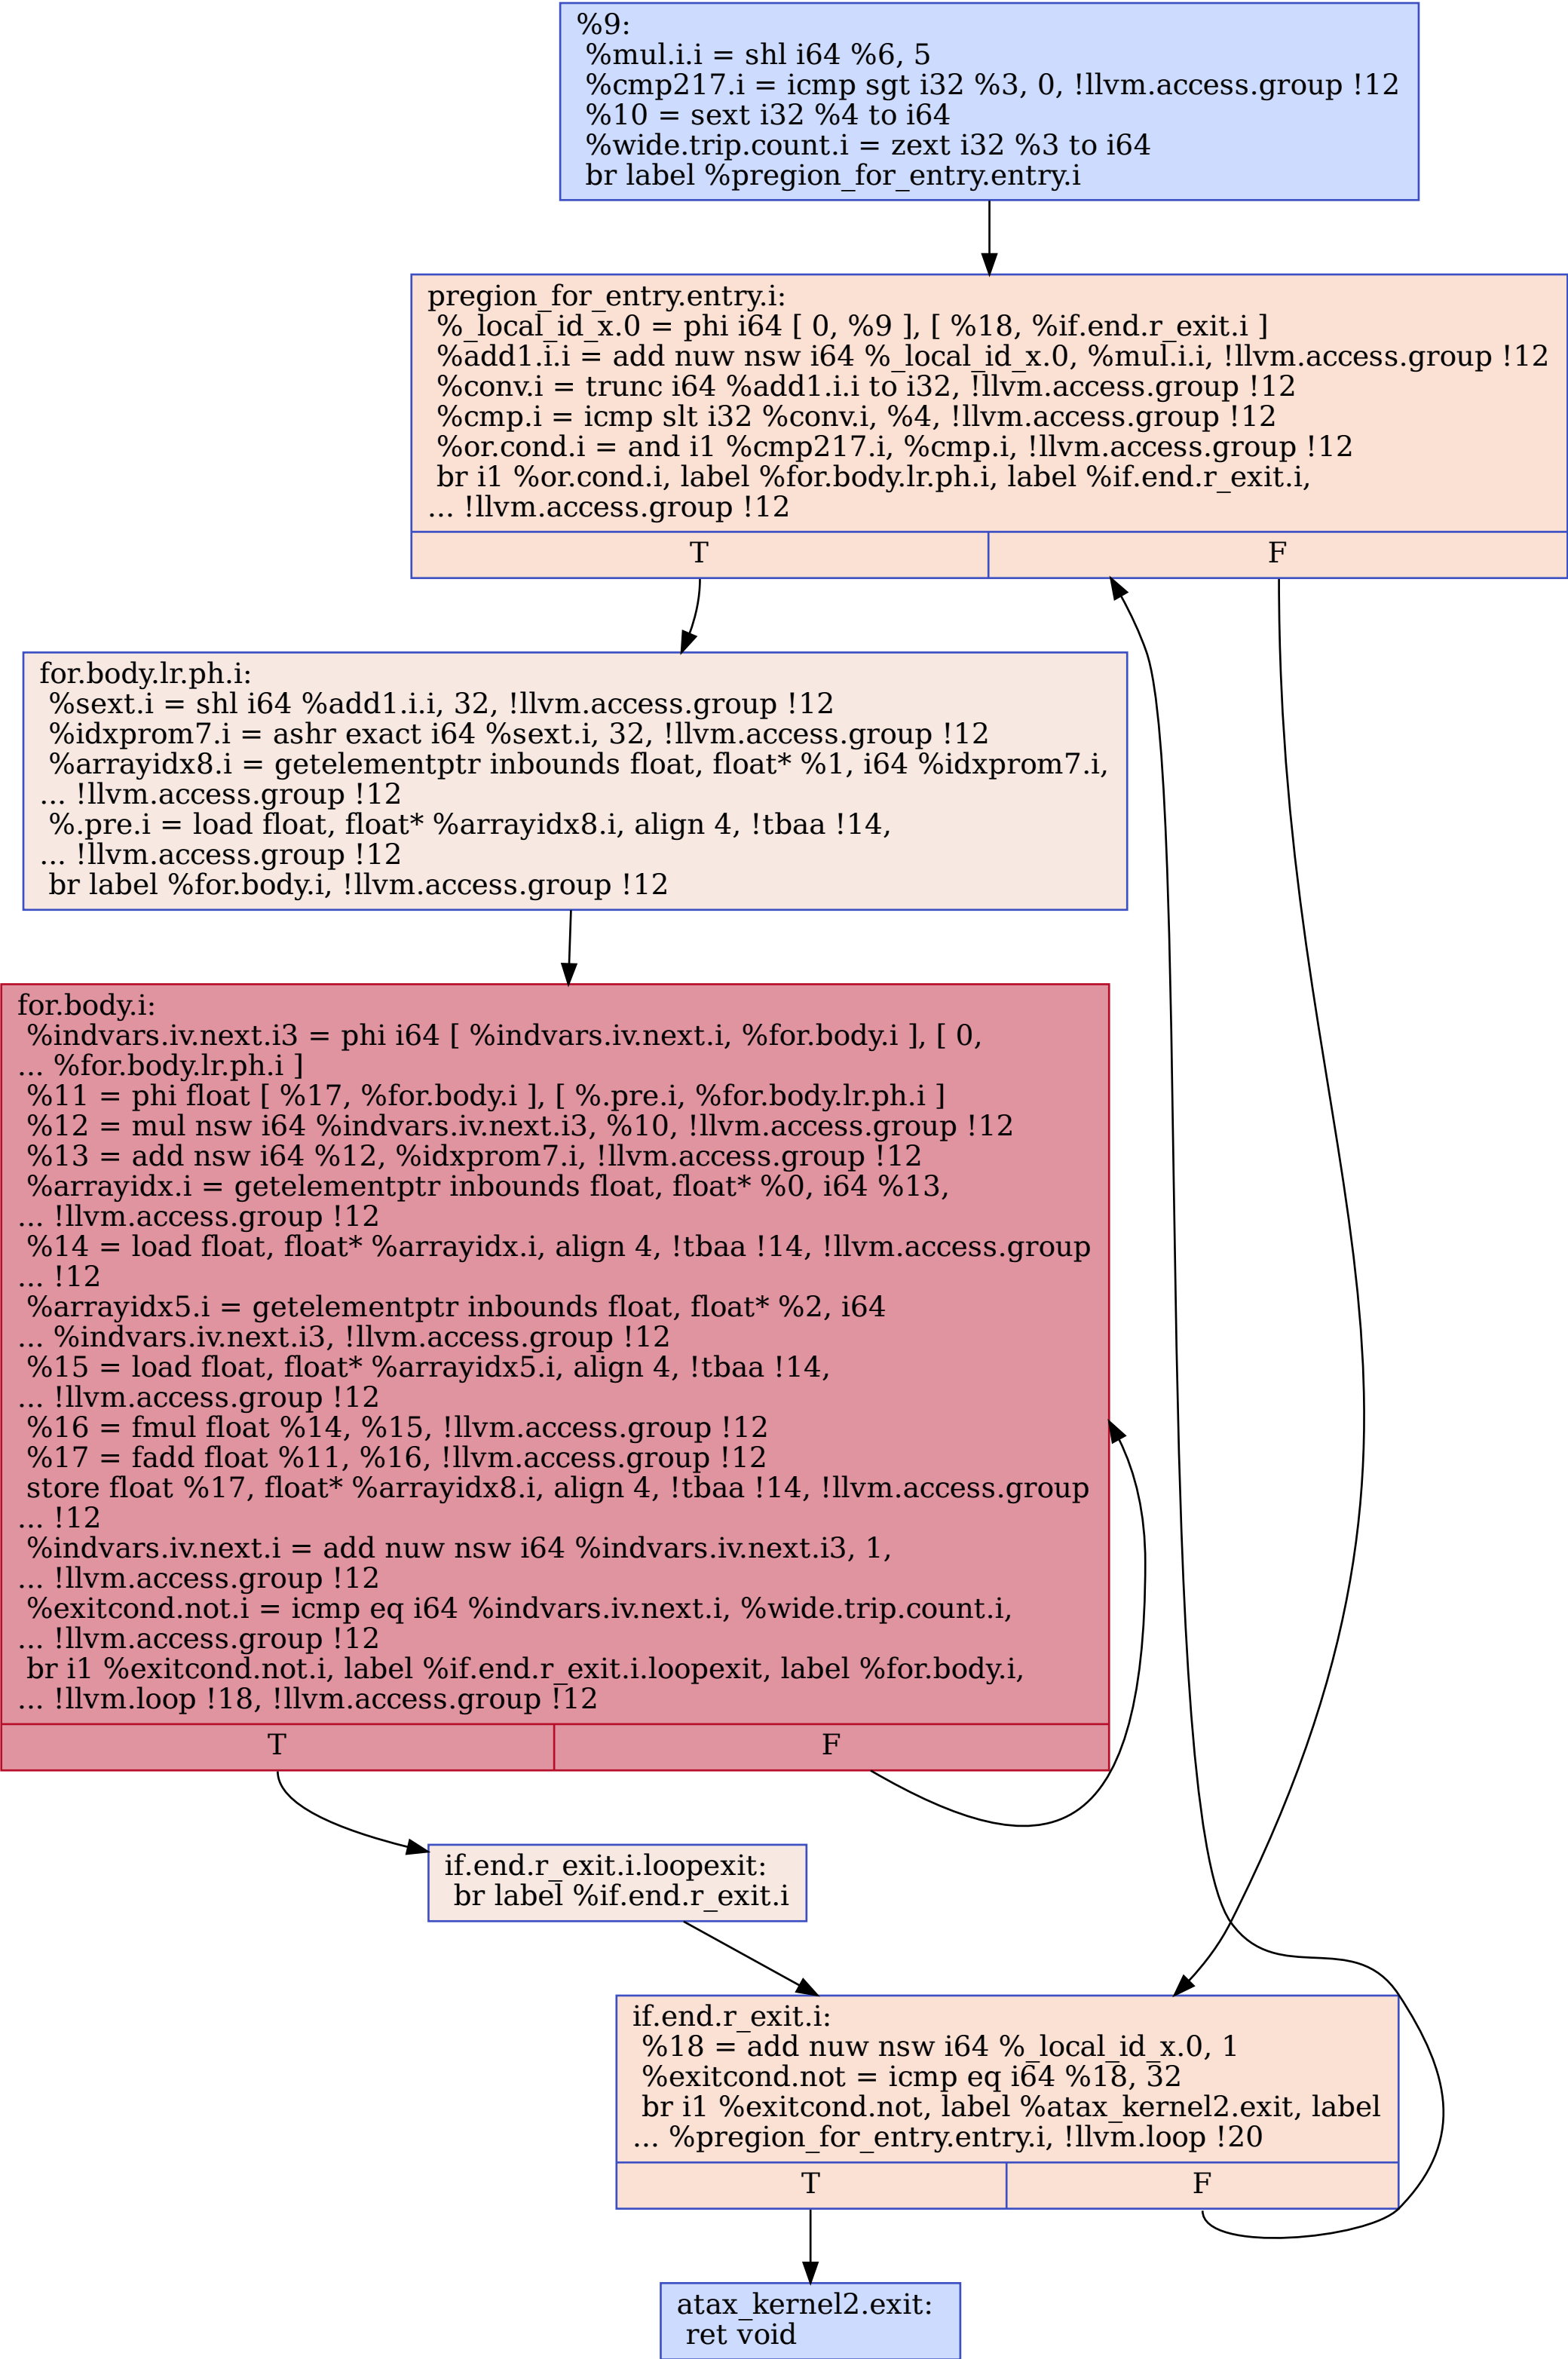 %9:
%mul.i.i = shl i64 %6, 5
%cmp217.i = icmp sgt i32 %3, 0, !llvm.access.group !12
%10 = sext i32 %4 to i64
%wide.trip.count.i = zext i32 %3 to i64
br label %pregion_for_entry.entry.i
pregion_for_entry.entry.i:
%_local_id_x.0 = phi i64 [ 0, %9 ], [ %18, %if.end.r_exit.i ]
%add1.i.i = add nuw nsw i64 %_local_id_x.0, %mul.i.i, !llvm.access.group !12
%conv.i = trunc i64 %add1.i.i to i32, !llvm.access.group !12
%cmp.i = icmp slt i32 %conv.i, %4, !llvm.access.group !12
%or.cond.i = and i1 %cmp217.i, %cmp.i, !llvm.access.group !12
br i1 %or.cond.i, label %for.body.lr.ph.i, label %if.end.r_exit.i,
... !llvm.access.group !12
T F
for.body.lr.ph.i:
%sext.i = shl i64 %add1.i.i, 32, !llvm.access.group !12
%idxprom7.i = ashr exact i64 %sext.i, 32, !llvm.access.group !12
%arrayidx8.i = getelementptr inbounds float, float* %1, i64 %idxprom7.i,
... !llvm.access.group !12
%.pre.i = load float, float* %arrayidx8.i, align 4, !tbaa !14,
... !llvm.access.group !12
br label %for.body.i, !llvm.access.group !12
for.body.i:
%indvars.iv.next.i3 = phi i64 [ %indvars.iv.next.i, %for.body.i ], [ 0,
... %for.body.lr.ph.i ]
%11 = phi float [ %17, %for.body.i ], [ %.pre.i, %for.body.lr.ph.i ]
%12 = mul nsw i64 %indvars.iv.next.i3, %10, !llvm.access.group !12
%13 = add nsw i64 %12, %idxprom7.i, !llvm.access.group !12
%arrayidx.i = getelementptr inbounds float, float* %0, i64 %13,
... !llvm.access.group !12
%14 = load float, float* %arrayidx.i, align 4, !tbaa !14, !llvm.access.group
... !12
%arrayidx5.i = getelementptr inbounds float, float* %2, i64
... %indvars.iv.next.i3, !llvm.access.group !12
%15 = load float, float* %arrayidx5.i, align 4, !tbaa !14,
... !llvm.access.group !12
%16 = fmul float %14, %15, !llvm.access.group !12
%17 = fadd float %11, %16, !llvm.access.group !12
store float %17, float* %arrayidx8.i, align 4, !tbaa !14, !llvm.access.group
... !12
%indvars.iv.next.i = add nuw nsw i64 %indvars.iv.next.i3, 1,
... !llvm.access.group !12
%exitcond.not.i = icmp eq i64 %indvars.iv.next.i, %wide.trip.count.i,
... !llvm.access.group !12
br i1 %exitcond.not.i, label %if.end.r_exit.i.loopexit, label %for.body.i,
... !llvm.loop !18, !llvm.access.group !12
T F
if.end.r_exit.i.loopexit:
br label %if.end.r_exit.i
if.end.r_exit.i:
%18 = add nuw nsw i64 %_local_id_x.0, 1
%exitcond.not = icmp eq i64 %18, 32
br i1 %exitcond.not, label %atax_kernel2.exit, label
... %pregion_for_entry.entry.i, !llvm.loop !20
T F
atax_kernel2.exit:
ret void